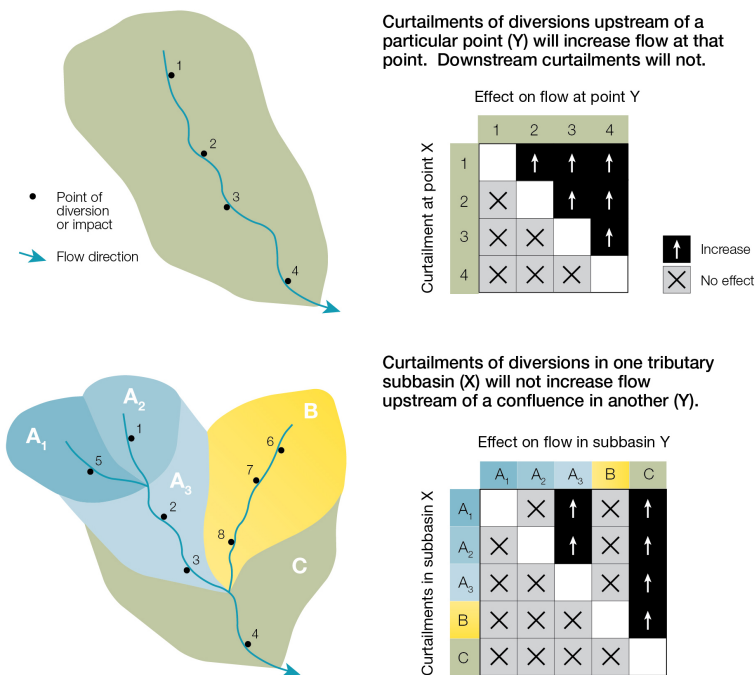 Curtailments of diversions upstream of a
particular point (Y) will increase flow at that
point. Downstream curtailments will not.
1
2
3
4
Point of
diversion
or impact
Flow direction
Effect on flow at point Y
1 2 3 4
Curtailment at point X
1
2
3
4
Increase
No effect
Curtailments of diversions in one tributary
subbasin (X) will not increase flow
upstream of a confluence in another (Y).
A1
A2
A3
B
C
1
5
2
3
6
7
8
4
Effect on flow in subbasin Y
A1 A2 A3 B C
Curtailments in subbasin X
A1
A2
A3
B
C